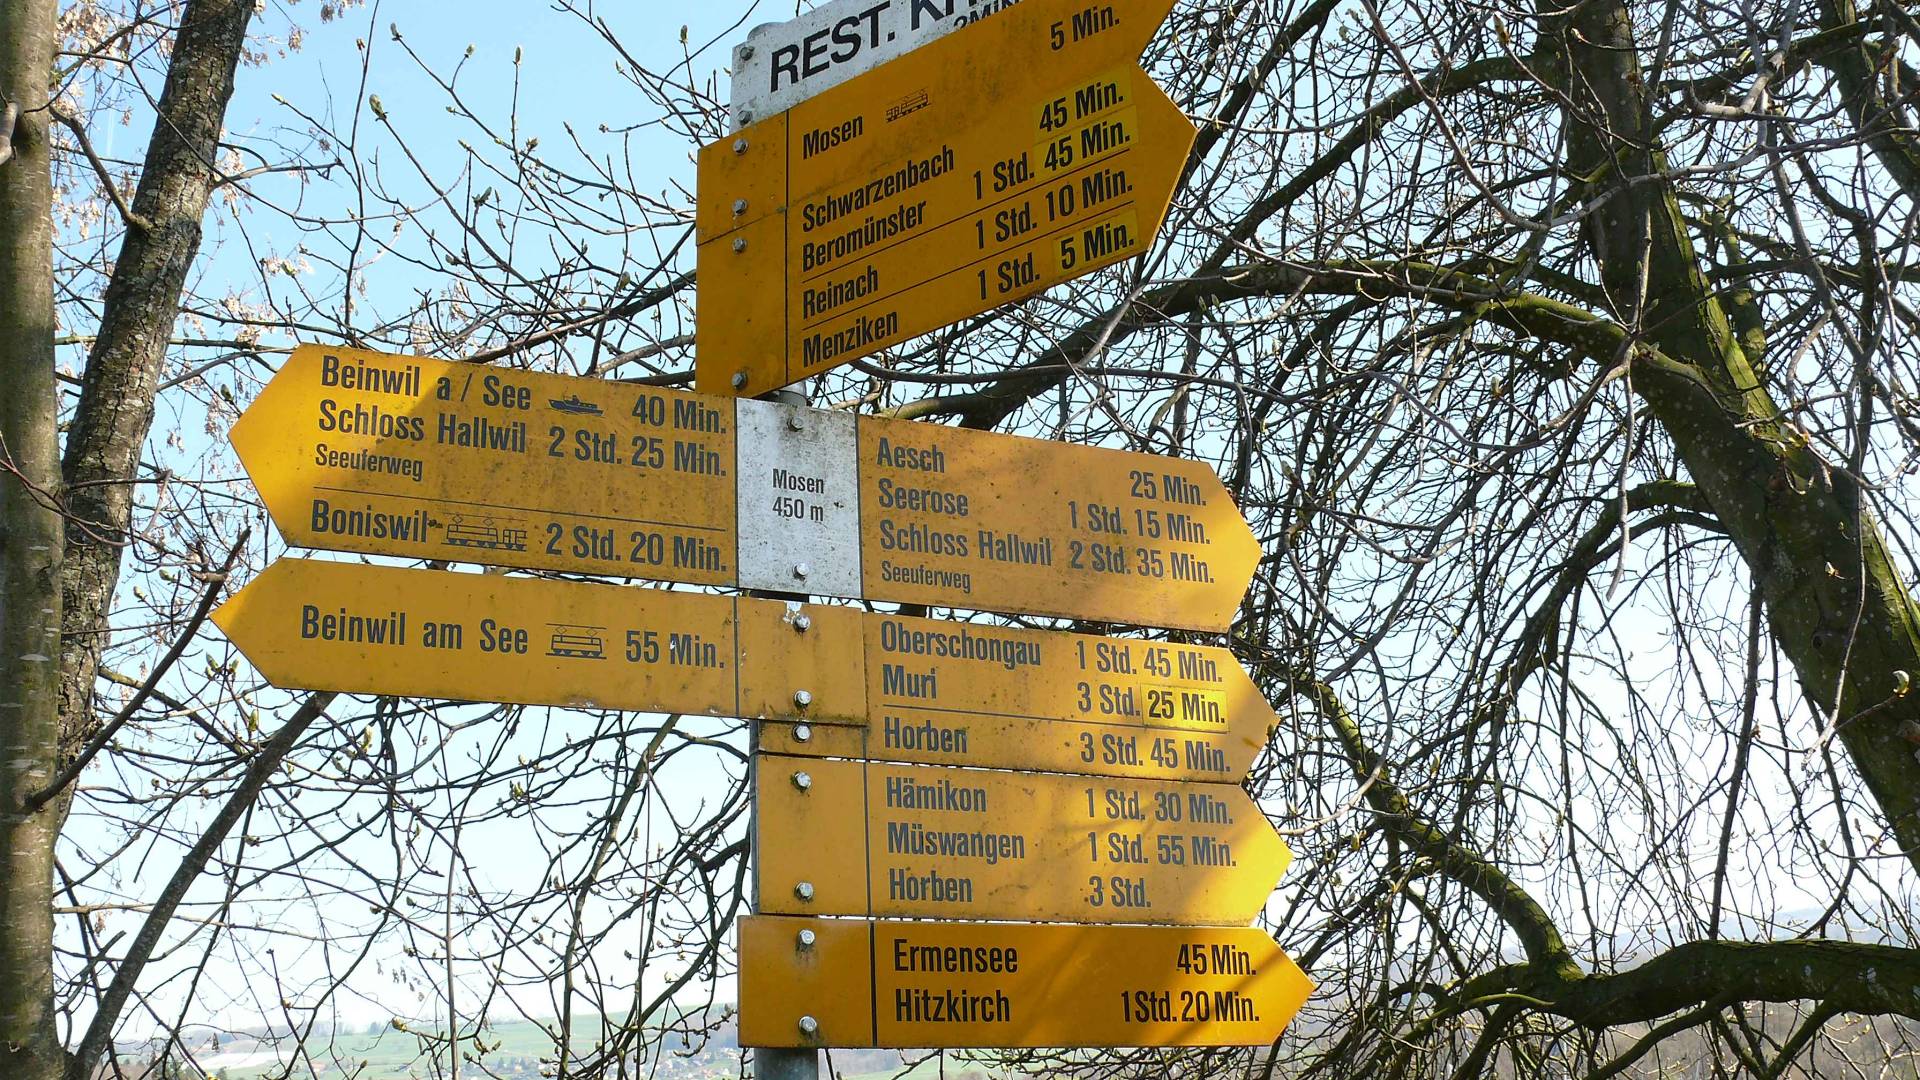 REST.
2MIN
Mosen 5 Min.
Schwarzenbach 45 Min.
Beromünster 1 Std. 45 Min.
Reinach 1 Std. 10 Min.
Menziken 1 Std. 5 Min.
Beinwil a / See 40 Min.
Schloss Hallwil 2 Std. 25 Min.
Seeuferweg
Boniswil 2 Std. 20 Min.
Mosen
450 m
Aesch 25 Min.
Seerose 1 Std. 15 Min.
Schloss Hallwil 2 Std. 35 Min.
Seeuferweg
Beinwil am See 55 Min.
Oberschongau 1 Std. 45 Min.
Muri 3 Std. 25 Min.
Horben 3 Std. 45 Min.
Hämikon 1 Std. 30 Min.
Müswangen 1 Std. 55 Min.
Horben 3 Std.
Ermensee 45 Min.
Hitzkirch 1 Std. 20 Min.